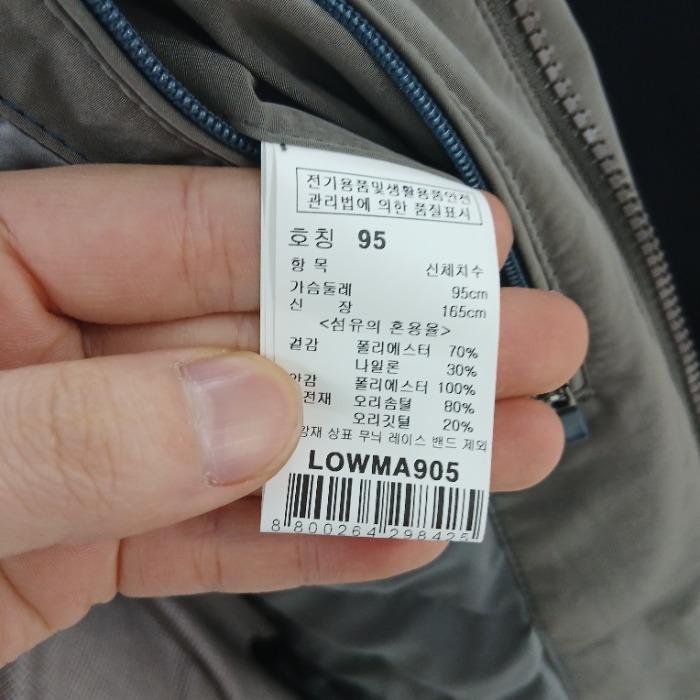 전기용품및생활용품안전
관리법에 의한 품질표시
호칭 95
항 목 신체치수
가슴둘레 95cm
신 장 165cm
<섬유의 혼용율>
겉감 폴리에스터 70%
나일론 30%
안감 폴리에스터 100%
전재 오리솜털 80%
오리깃털 20%
장재 상표 무늬 레이스 밴드 제외
LOWMA905
8 800264 298425